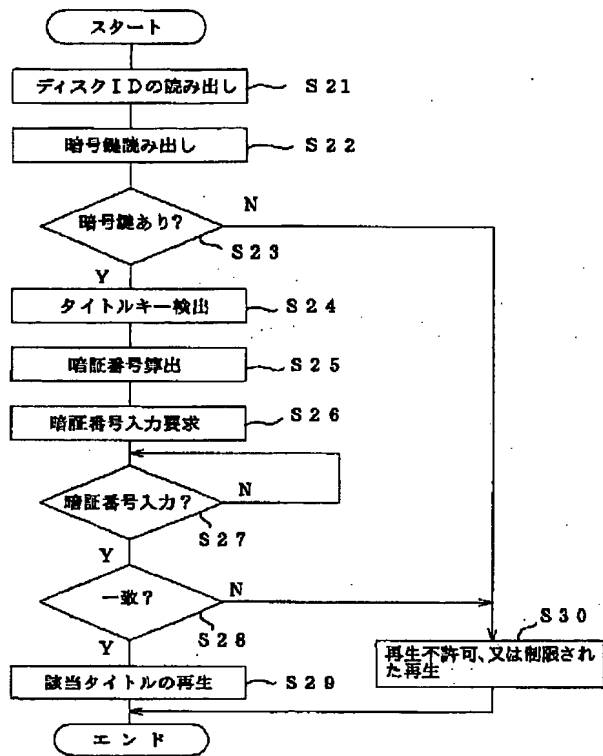 スタート
ディスクIDの読み出し
S21
暗号鍵読み出し
S22
暗号鍵あり?
N
S23
Y
タイトルキー検出
S24
暗証番号算出
S25
暗証番号入力要求
S26
暗証番号入力?
N
S27
Y
一致?
N
S28
Y
S30
再生不許可、又は制限され
た再生
該当タイトルの再生
S29
エンド